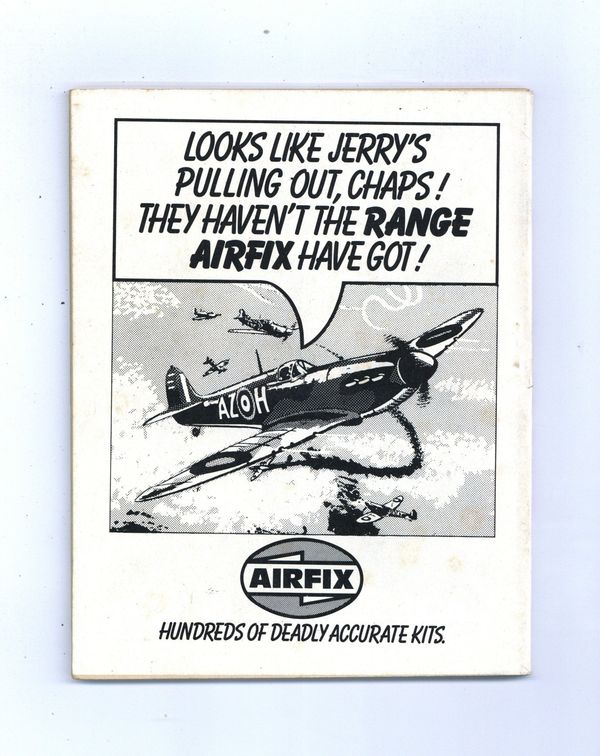 LOOKS LIKE JERRY'S
PULLING OUT, CHAPS!
THEY HAVEN'T THE RANGE
AIRFIX HAVE GOT!
AZ H
AIRFIX
HUNDREDS OF DEADLY ACCURATE KITS.